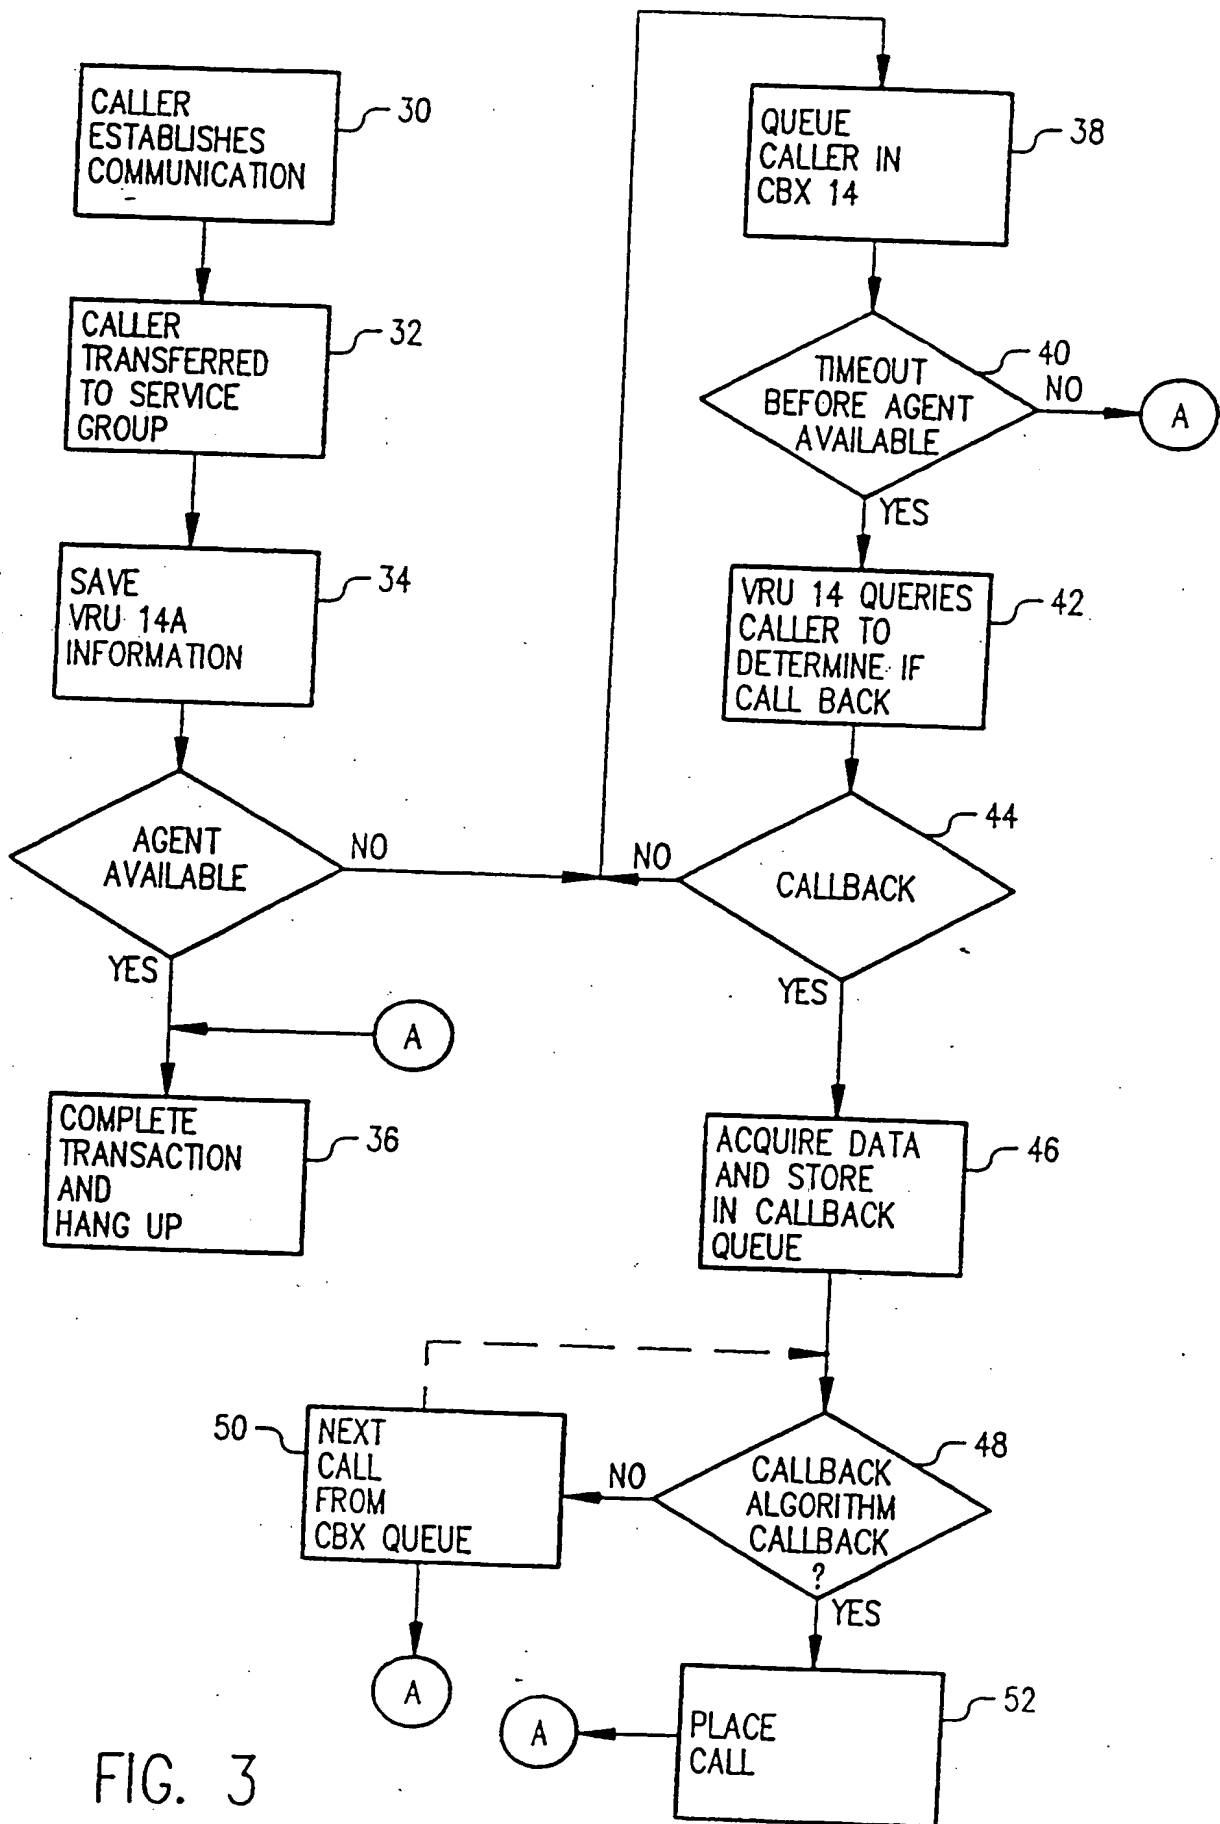 CALLER
ESTABLISHES
COMMUNICATION
30
CALLER
TRANSFERRED
TO SERVICE
GROUP
32
SAVE
VRU 14A
INFORMATION
34
AGENT
AVAILABLE
NO
YES
A
COMPLETE
TRANSACTION
AND
HANG UP
36
QUEUE
CALLER IN
CBX 14
38
TIMEOUT
BEFORE AGENT
AVAILABLE
40
NO
A
YES
VRU 14 QUERIES
CALLER TO
DETERMINE IF
CALL BACK
42
CALLBACK
44
NO
YES
ACQUIRE DATA
AND STORE
IN CALLBACK
QUEUE
46
CALLBACK
ALGORITHM
CALLBACK
?
48
NO
YES
50
NEXT
CALL
FROM
CBX QUEUE
A
PLACE
CALL
52
A
FIG. 3